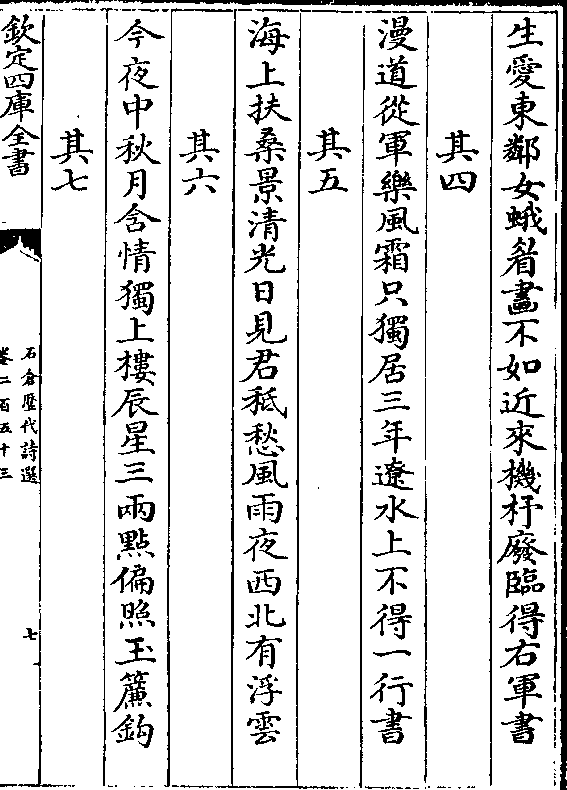 生愛東鄰女蛾眉畫不如近來機杼廢臨得右軍書
其四
漫道從軍樂風霜只獨居三年遼水上不得一行書
其五
海上扶桑景清光日見君秪愁風雨夜西北有浮雲
其六
今夜中秋月含情獨上樓辰星三兩點偏照玉簾鈎
其七
欽定四庫全書
石倉歷代詩選
卷二百五十三
七